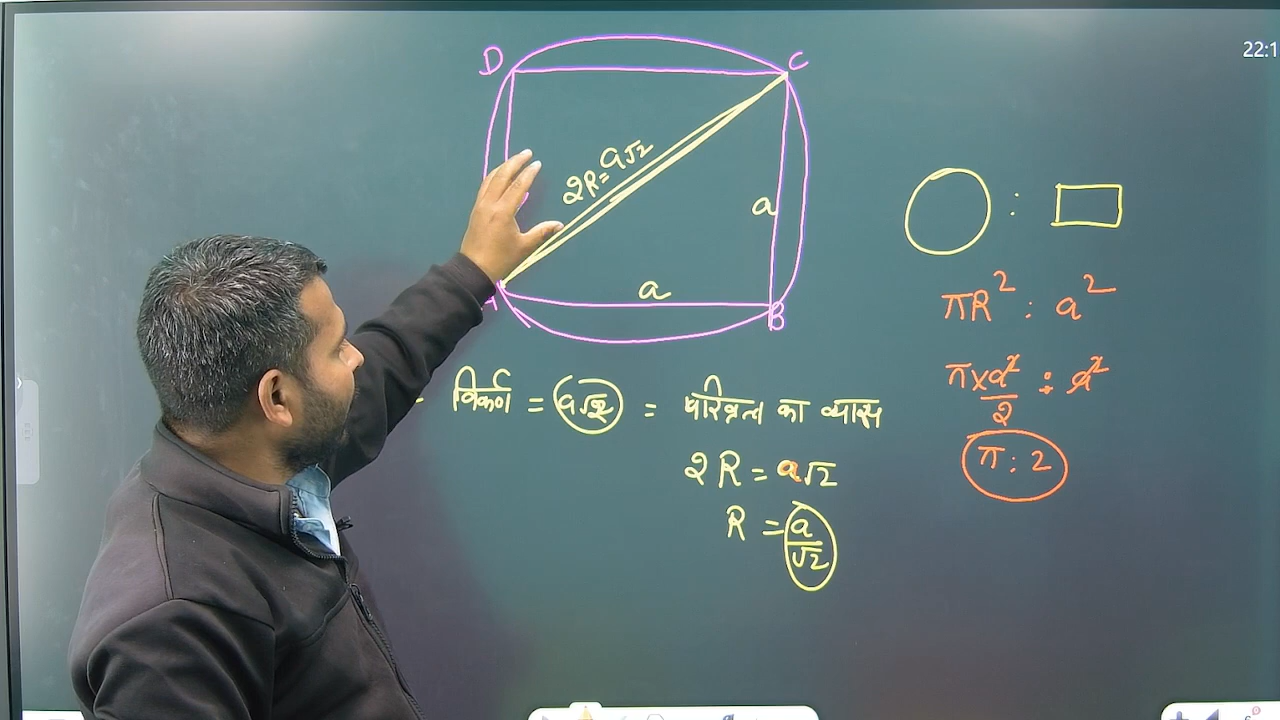 22:1
D C
2R = a√2
a
a
A B
:
πR² : a²
π×a²/2 : a²
π : 2
विकर्ण = a√2 = परिवृत्त का व्यास
2R = a√2
R = a/√2